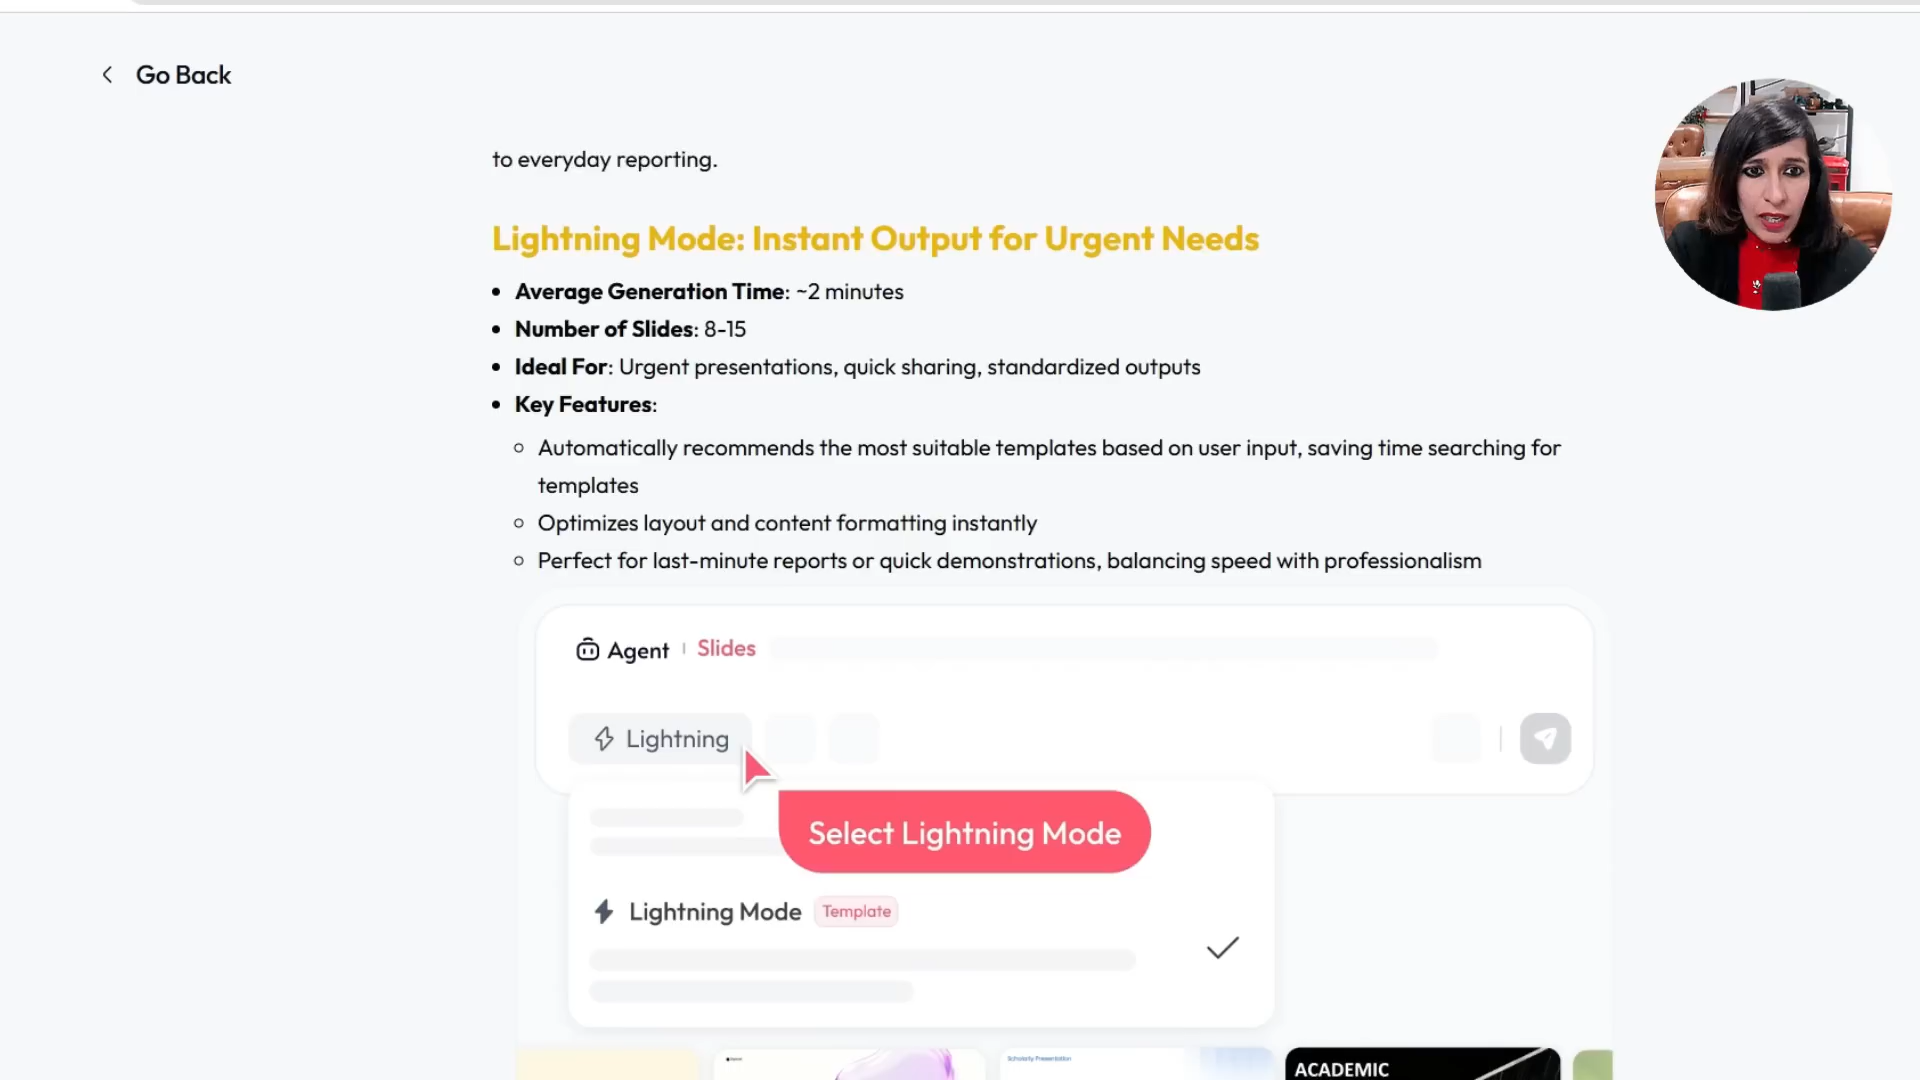 Go Back
to everyday reporting.
Lightning Mode: Instant Output for Urgent Needs
Average Generation Time: ~2 minutes
Number of Slides: 8-15
Ideal For: Urgent presentations, quick sharing, standardized outputs
Key Features:
Automatically recommends the most suitable templates based on user input, saving time searching for
templates
Optimizes layout and content formatting instantly
Perfect for last-minute reports or quick demonstrations, balancing speed with professionalism
Agent | Slides
Lightning
Select Lightning Mode
Lightning Mode Template
Scholarly Presentation
ACADEMIC